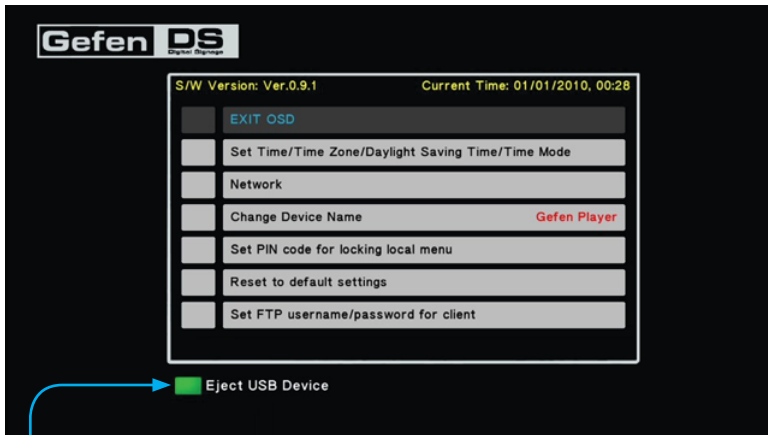 Gefen DS
Digital Signage
S/W Version: Ver.0.9.1 Current Time: 01/01/2010, 00:28
EXIT OSD
Set Time/Time Zone/Daylight Saving Time/Time Mode
Network
Change Device Name Gefen Player
Set PIN code for locking local menu
Reset to default settings
Set FTP username/password for client
Eject USB Device